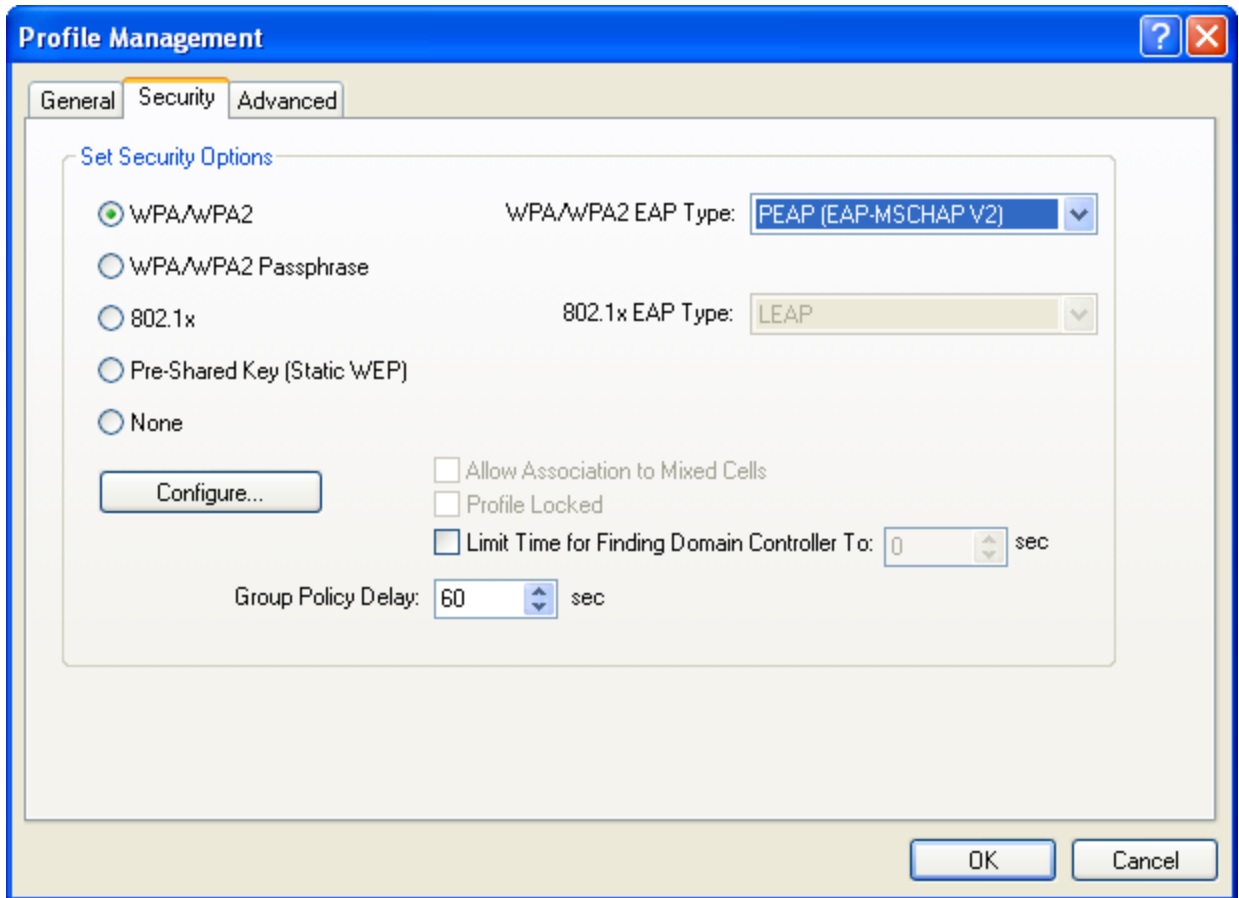 Profile Management
General Security Advanced
Set Security Options
WPA/WPA2 WPA/WPA2 EAP Type: PEAP (EAP-MSCHAP V2)
WPA/WPA2 Passphrase
802.1x 802.1x EAP Type: LEAP
Pre-Shared Key (Static WEP)
None
Allow Association to Mixed Cells
Configure...
Profile Locked
Limit Time for Finding Domain Controller To: 0 sec
Group Policy Delay: 60 sec
OK Cancel